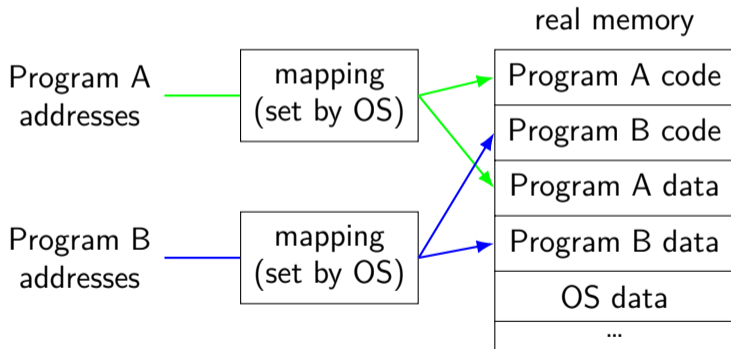 real memory
Program A
addresses
mapping
(set by OS)
Program A code
Program B code
Program A data
Program B
addresses
mapping
(set by OS)
Program B data
OS data
...